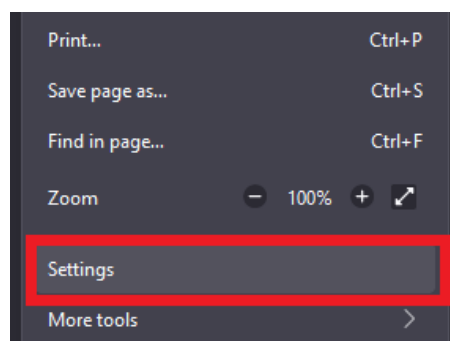 Print... Ctrl+P
Save page as... Ctrl+S
Find in page... Ctrl+F
Zoom − 100% +
Settings
More tools